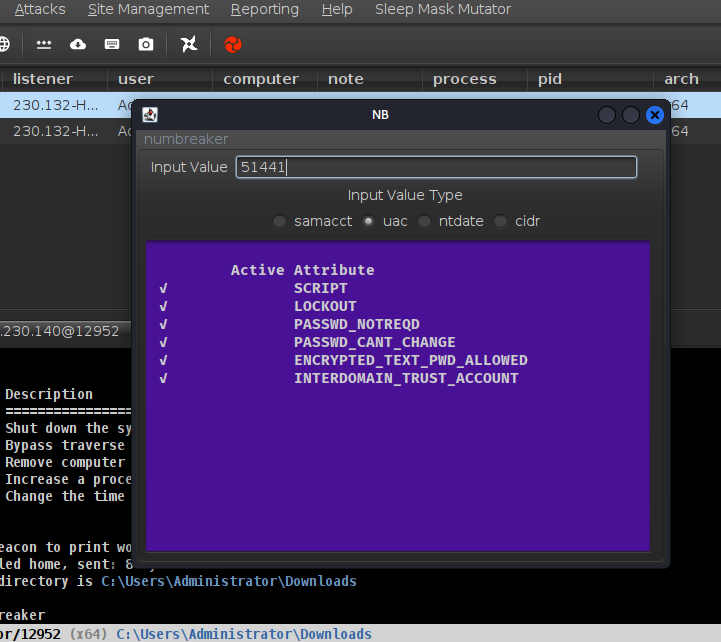 Attacks Site Management Reporting Help Sleep Mask Mutator
listener user computer note process pid arch
230.132-H... 64
230.132-H... 64
NB
numbreaker
Input Value 51441
Input Value Type
samacct uac ntdate cidr
Active Attribute
√ SCRIPT
√ LOCKOUT
√ PASSWD_NOTREQD
√ PASSWD_CANT_CHANGE
√ ENCRYPTED_TEXT_PWD_ALLOWED
√ INTERDOMAIN_TRUST_ACCOUNT
.230.140@12952
Description
================
Shut down the sy
Bypass traverse
Remove computer
Increase a proce
Change the time
eacon to print wo
led home, sent: 8
directory is C:\Users\Administrator\Downloads
reaker
or/12952 (x64) C:\Users\Administrator\Downloads